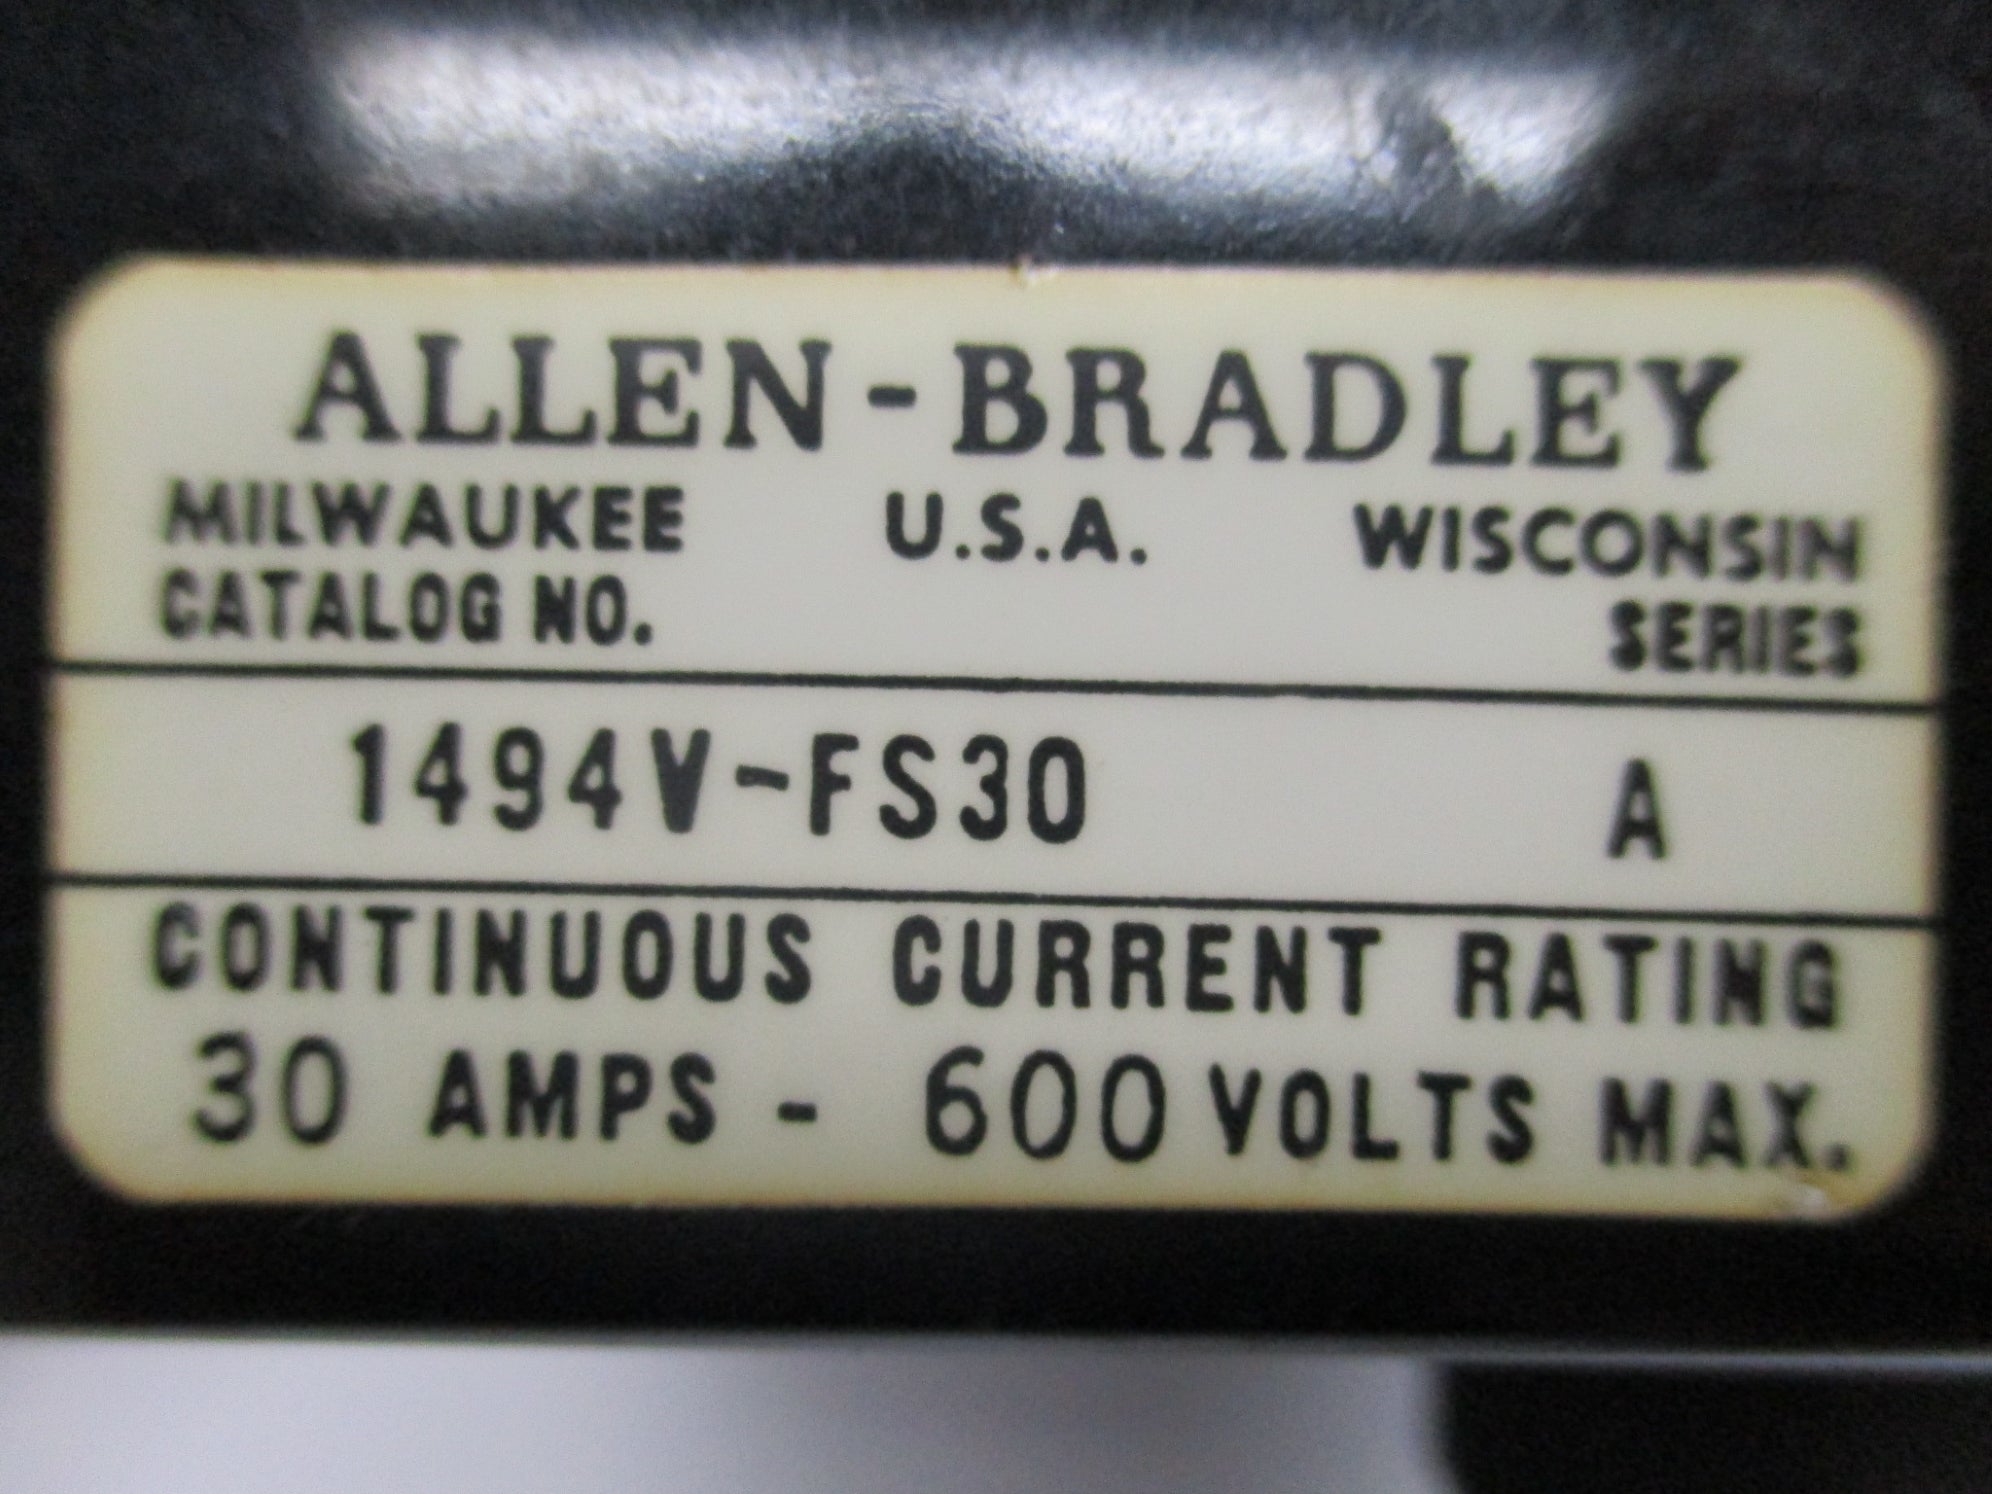 ALLEN-BRADLEY
MILWAUKEE U.S.A. WISCONSIN
CATALOG NO. SERIES
1494V-FS30 A
CONTINUOUS CURRENT RATING
30 AMPS - 600 VOLTS MAX.